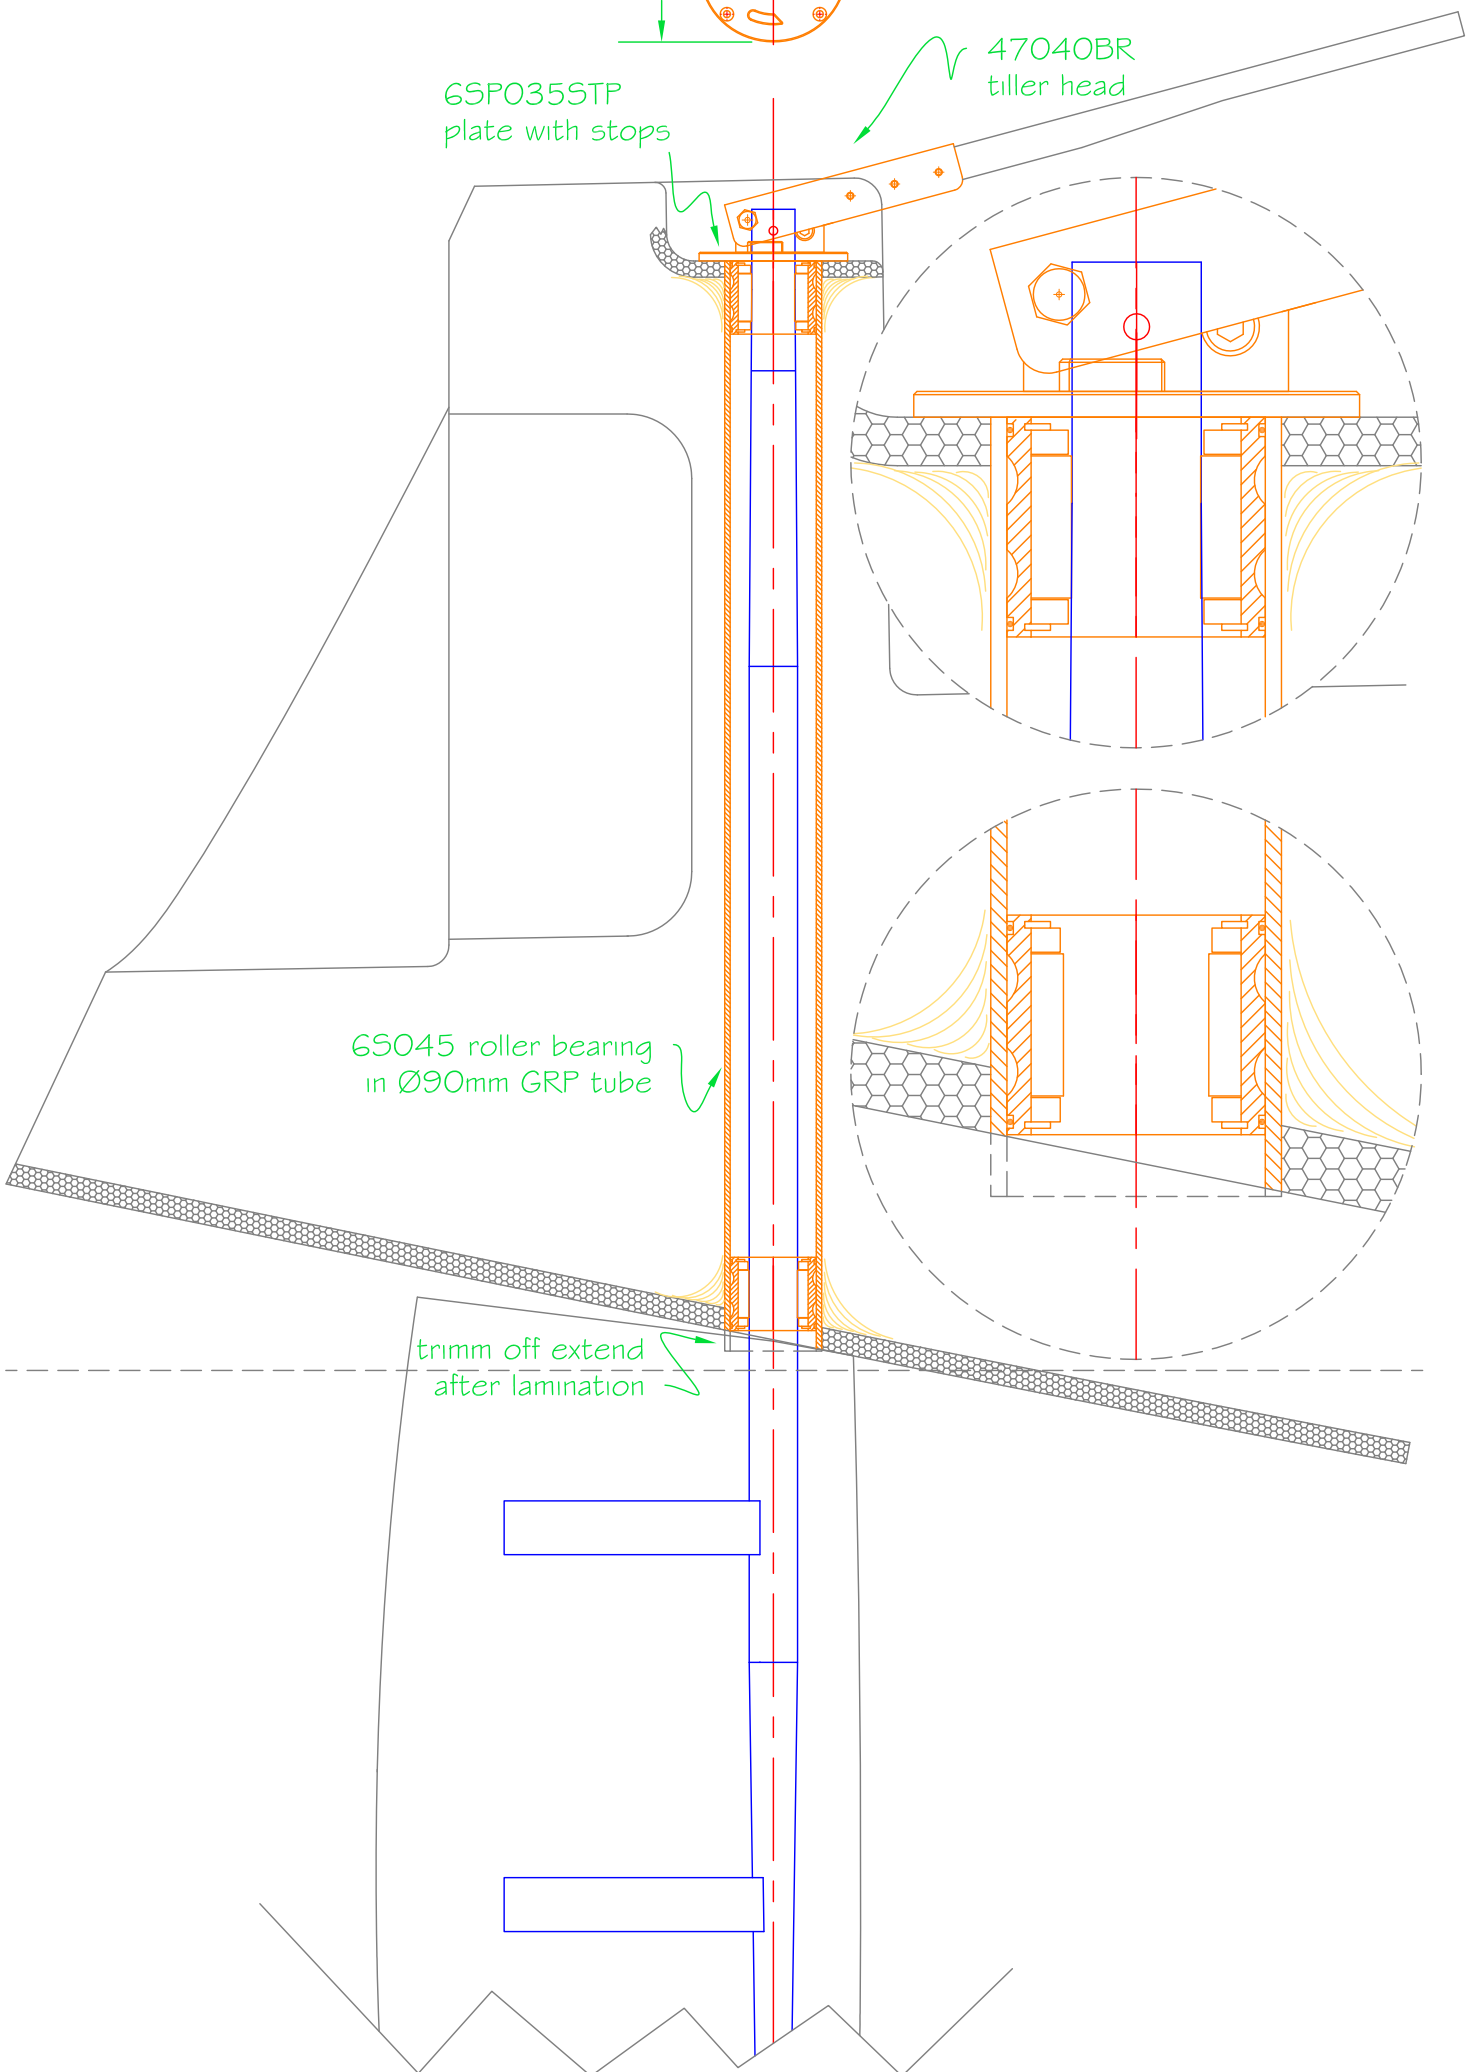 47040BR
tiller head
6SP035STP
plate with stops
6S045 roller bearing
in Ø90mm GRP tube
trimm off extend
after lamination